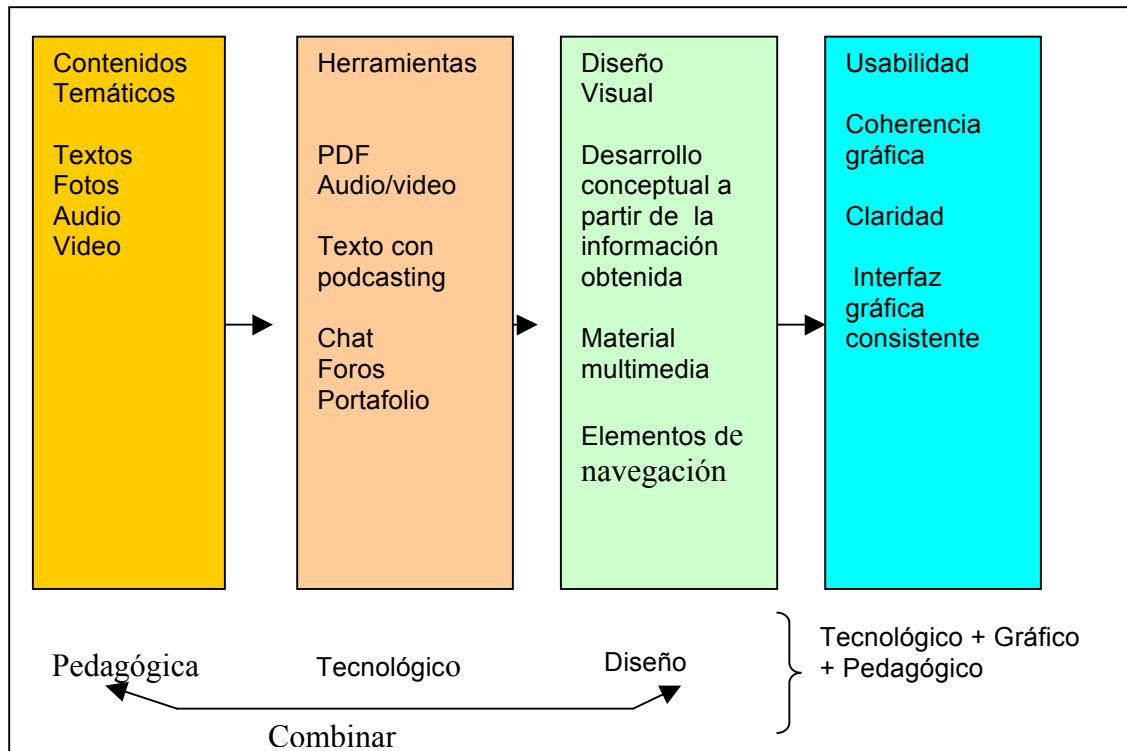 Contenidos
Temáticos
Textos
Fotos
Audio
Video
Herramientas
PDF
Audio/video
Texto con
podcasting
Chat
Foros
Portafolio
Diseño
Visual
Desarrollo
conceptual a
partir de la
información
obtenida
Material
multimedia
Elementos de
navegación
Usabilidad
Coherencia
gráfica
Claridad
Interfaz
gráfica
consistente
Pedagógica
Tecnológico
Diseño
Tecnológico + Gráfico
+ Pedagógico
Combinar